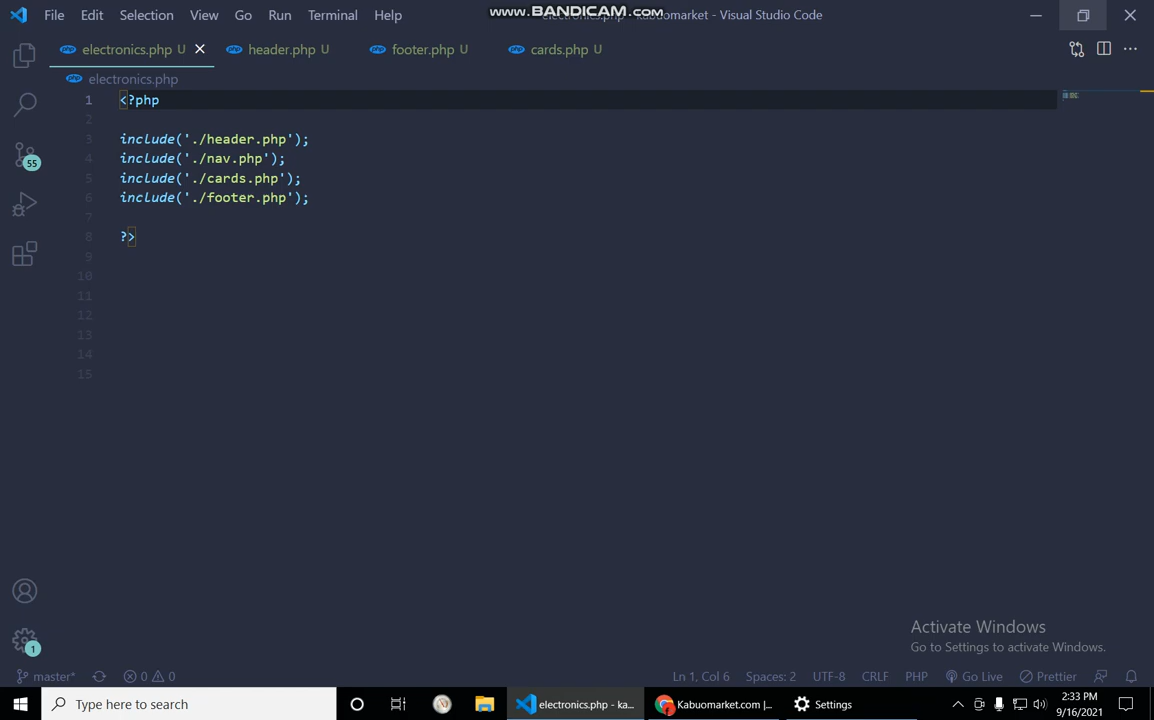 File Edit Selection View Go Run Terminal Help
www.BANDICAM.com
- Visual Studio Code
electronics.php U header.php U footer.php U cards.php U
electronics.php
1 <?php
2
3 include('./header.php');
4 include('./nav.php');
5 include('./cards.php');
6 include('./footer.php');
7
8 ?>
9
10
11
12
13
14
15
55
1
Activate Windows
Go to Settings to activate Windows.
master* 0 0 Ln 1, Col 6 Spaces: 2 UTF-8 CRLF PHP Go Live Prettier
Type here to search
electronics.php - ka...
Kabuomarket.com |...
Settings
2:33 PM
9/16/2021